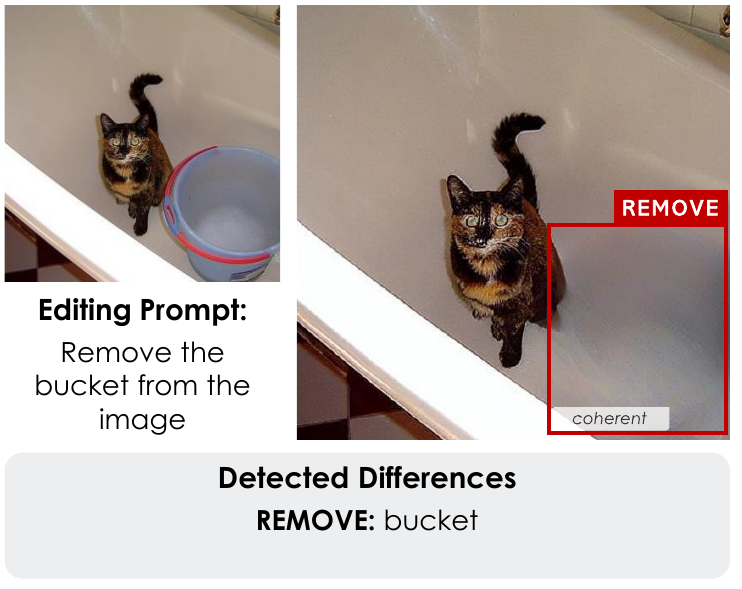 REMOVE
coherent
Editing Prompt:
Remove the
bucket from the
image
Detected Differences
REMOVE: bucket